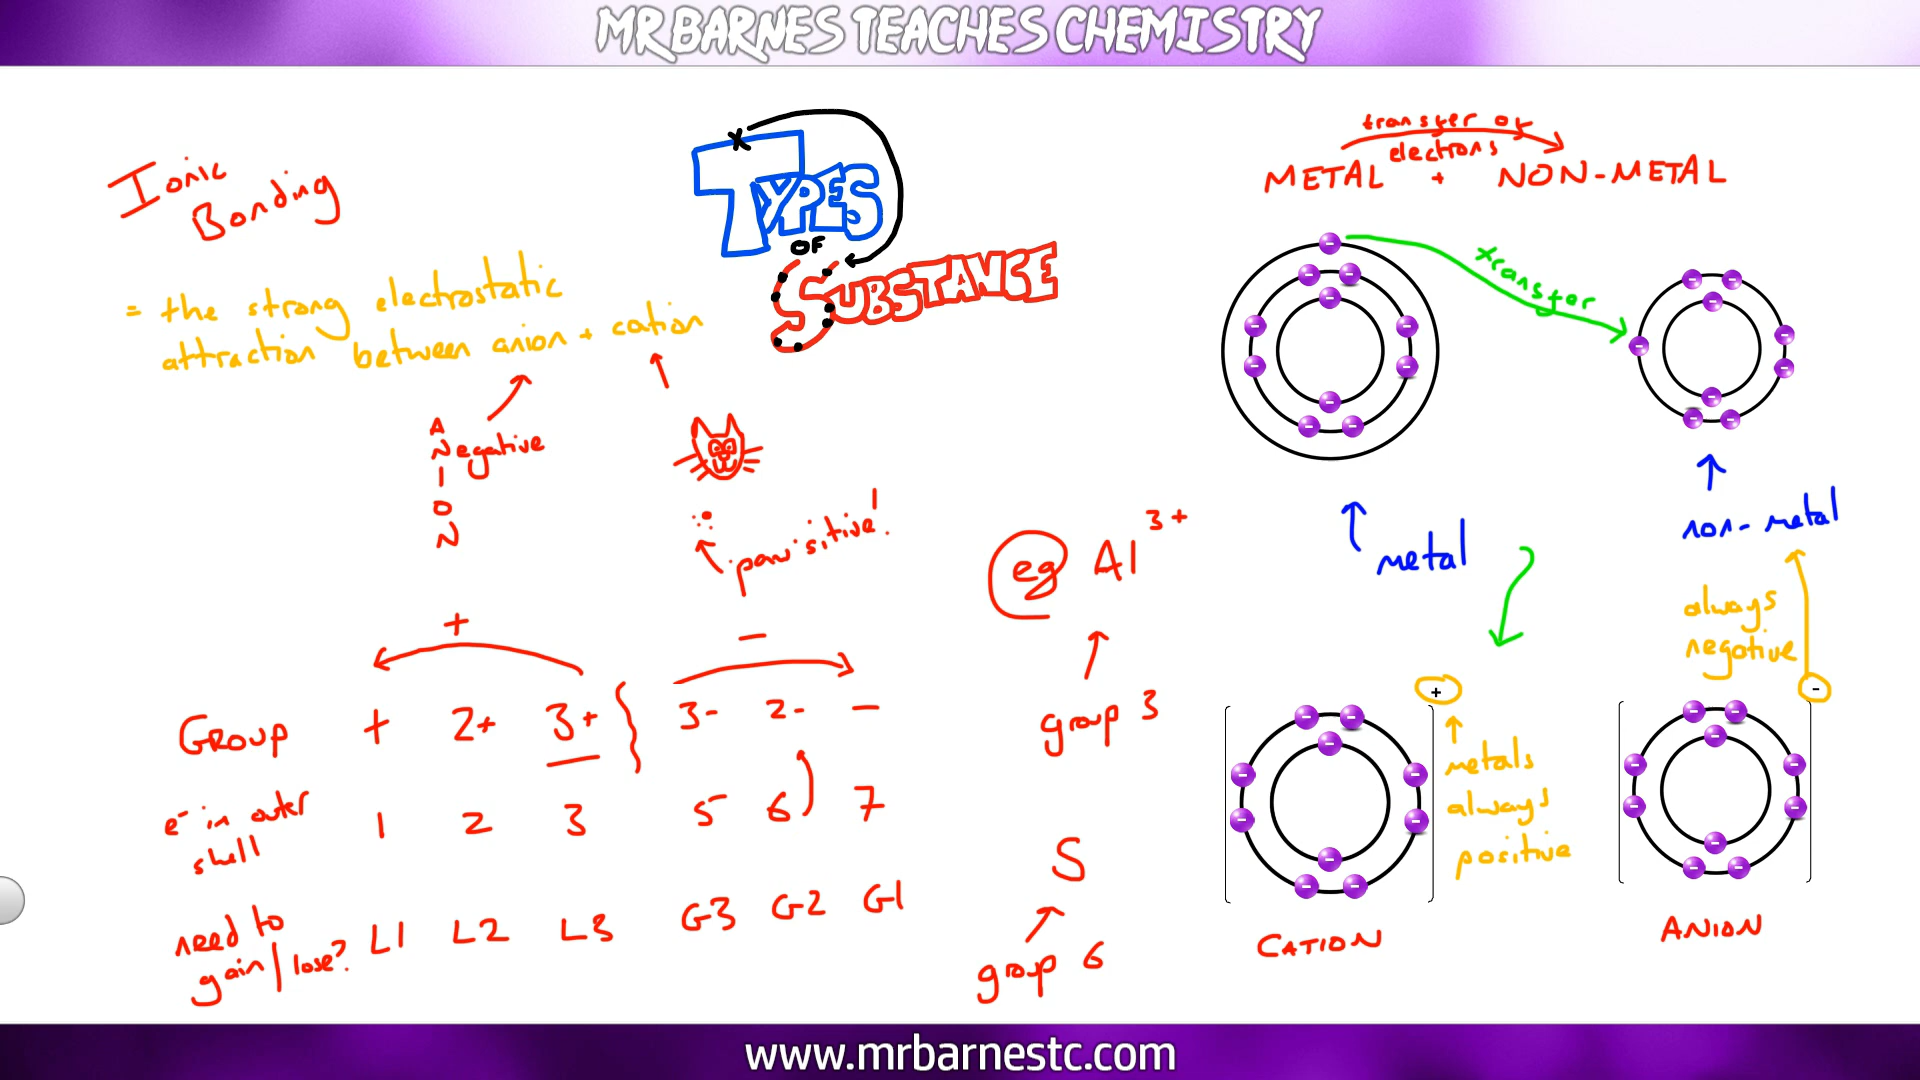 MR BARNES TEACHES CHEMISTRY
Ionic
Bonding
= the strong electrostatic
attraction between anion + cation
A
Negative
I
O
N
pawsitive!
TYPES
OF
SUBSTANCE
transfer of
electrons
METAL + NON-METAL
transfer
metal
non-metal
always
negative
eg Al 3+
group 3
S
group 6
+
-
GROUP + 2+ 3+ 3- 2- -
e- in outer
shell
1 2 3 5 6 7
need to
gain/lose?
L1 L2 L3 G3 G2 G1
+
metals
always
positive
-
CATION
ANION
www.mrbarnestc.com